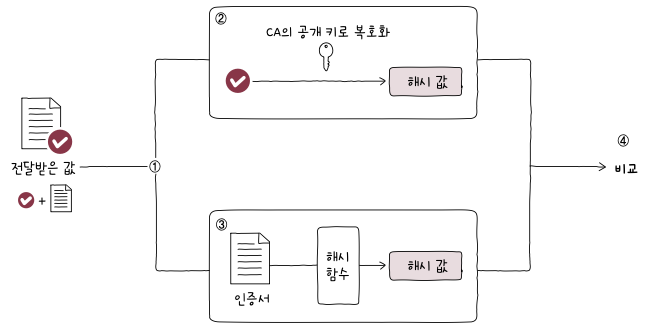 ②
CA의 공개 키로 복호화
해시 값
전달받은 값
+
①
④
비교
③
인증서
해시
함수
해시 값